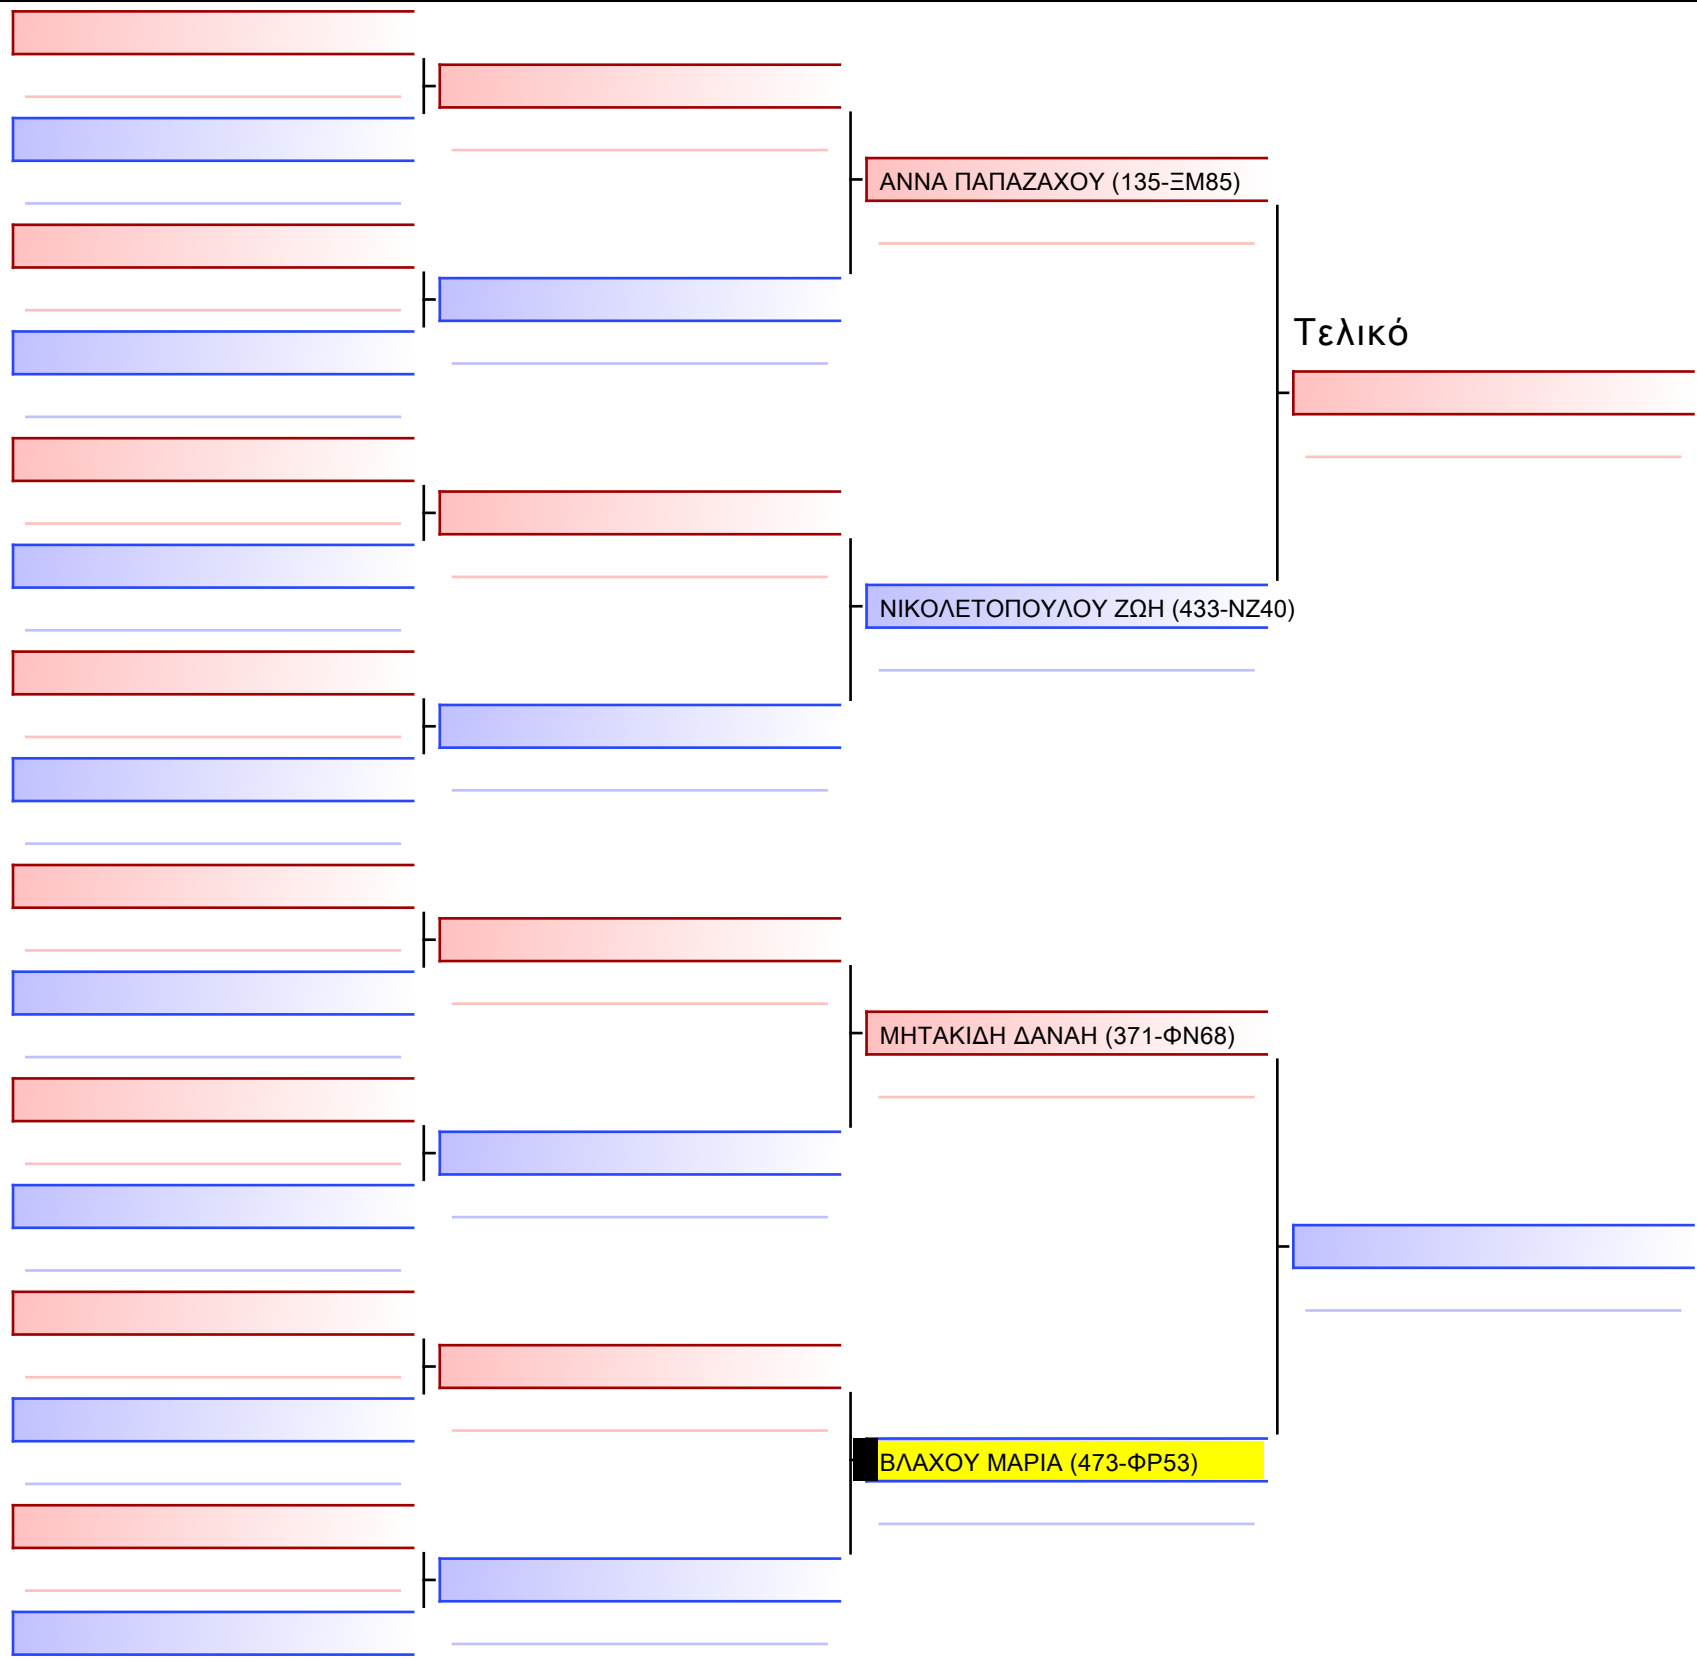 ΑΝΝΑ ΠΑΠΑΖΑΧΟΥ (135-ΞΜ85)
Τελικό
ΝΙΚΟΛΕΤΟΠΟΥΛΟΥ ΖΩΗ (433-ΝΖ40)
ΜΗΤΑΚΙΔΗ ΔΑΝΑΗ (371-ΦΝ68)
ΒΛΑΧΟΥ ΜΑΡΙΑ (473-ΦΡ53)